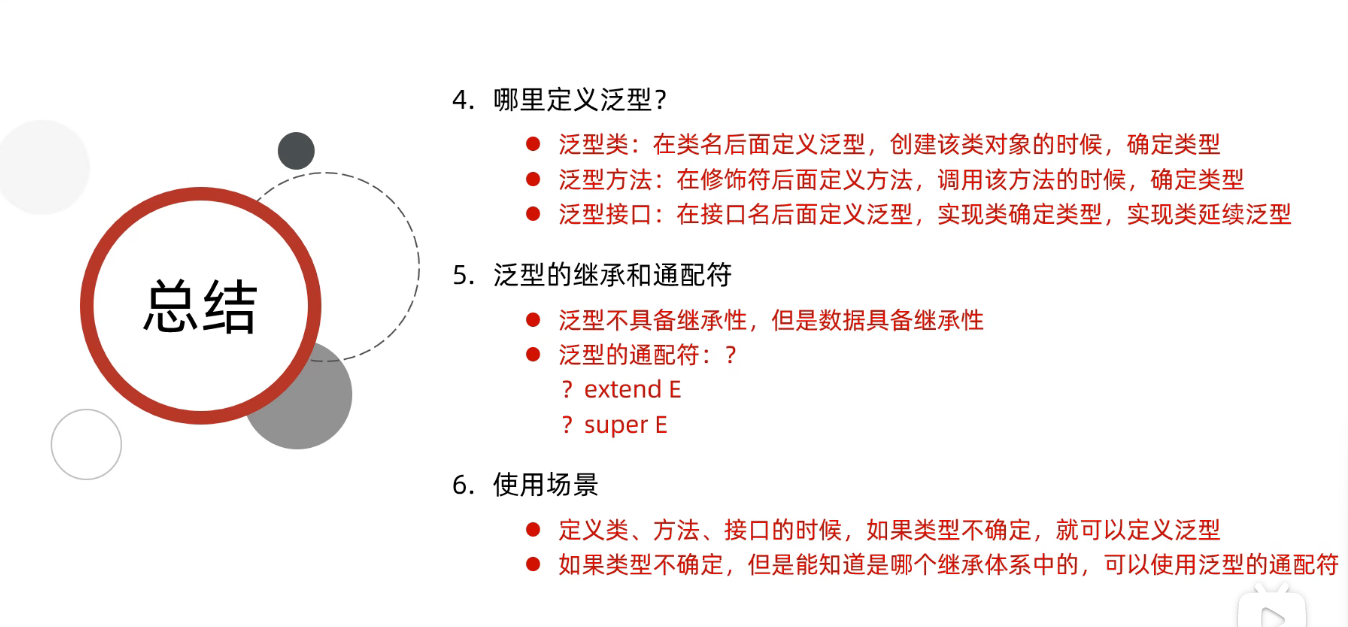 总结
4. 哪里定义泛型？
泛型类：在类名后面定义泛型，创建该类对象的时候，确定类型
泛型方法：在修饰符后面定义方法，调用该方法的时候，确定类型
泛型接口：在接口名后面定义泛型，实现类确定类型，实现类延续泛型
5. 泛型的继承和通配符
泛型不具备继承性，但是数据具备继承性
泛型的通配符：？
？extend E
？super E
6. 使用场景
定义类、方法、接口的时候，如果类型不确定，就可以定义泛型
如果类型不确定，但是能知道是哪个继承体系中的，可以使用泛型的通配符